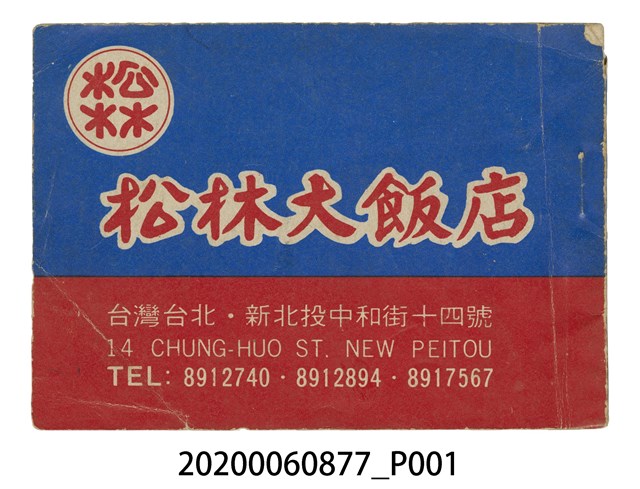 松林
松林大飯店
台灣台北・新北投中和街十四號
14 CHUNG-HUO ST. NEW PEITOU
TEL: 8912740・8912894・8917567
20200060877_P001